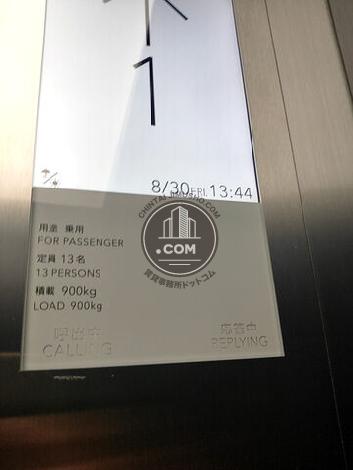 1
8/30 FRI. 13:44
CHINTAI JIMUSHO.COM
.COM
賃貸事務所ドットコム
用途 乗用
FOR PASSENGER
定員 13名
13 PERSONS
積載 900kg
LOAD 900kg
呼出中
CALLING
応答中
REPLYING